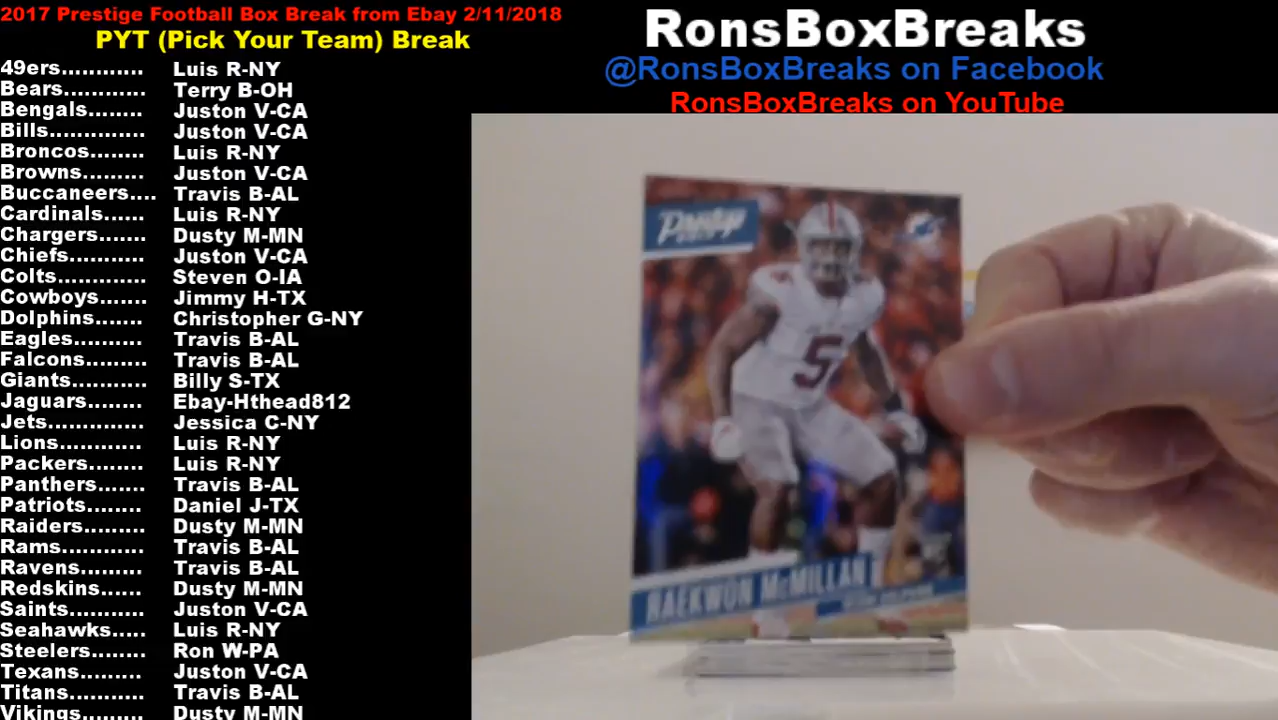 2017 Prestige Football Box Break from Ebay 2/11/2018
PYT (Pick Your Team) Break
49ers............ Luis R-NY
Bears............ Terry B-OH
Bengals........ Juston V-CA
Bills.............. Juston V-CA
Broncos........ Luis R-NY
Browns......... Juston V-CA
Buccaneers.... Travis B-AL
Cardinals...... Luis R-NY
Chargers....... Dusty M-MN
Chiefs........... Juston V-CA
Colts............. Steven O-IA
Cowboys....... Jimmy H-TX
Dolphins....... Christopher G-NY
Eagles.......... Travis B-AL
Falcons......... Travis B-AL
Giants........... Billy S-TX
Jaguars........ Ebay-Hthead812
Jets.............. Jessica C-NY
Lions............ Luis R-NY
Packers........ Luis R-NY
Panthers....... Travis B-AL
Patriots........ Daniel J-TX
Raiders......... Dusty M-MN
Rams............ Travis B-AL
Ravens......... Travis B-AL
Redskins...... Dusty M-MN
Saints........... Juston V-CA
Seahawks..... Luis R-NY
Steelers........ Ron W-PA
Texans......... Juston V-CA
Titans........... Travis B-AL
Vikings......... Dusty M-MN
RonsBoxBreaks
@RonsBoxBreaks on Facebook
RonsBoxBreaks on YouTube
Prestige
5
RAEKWON McMILLAN